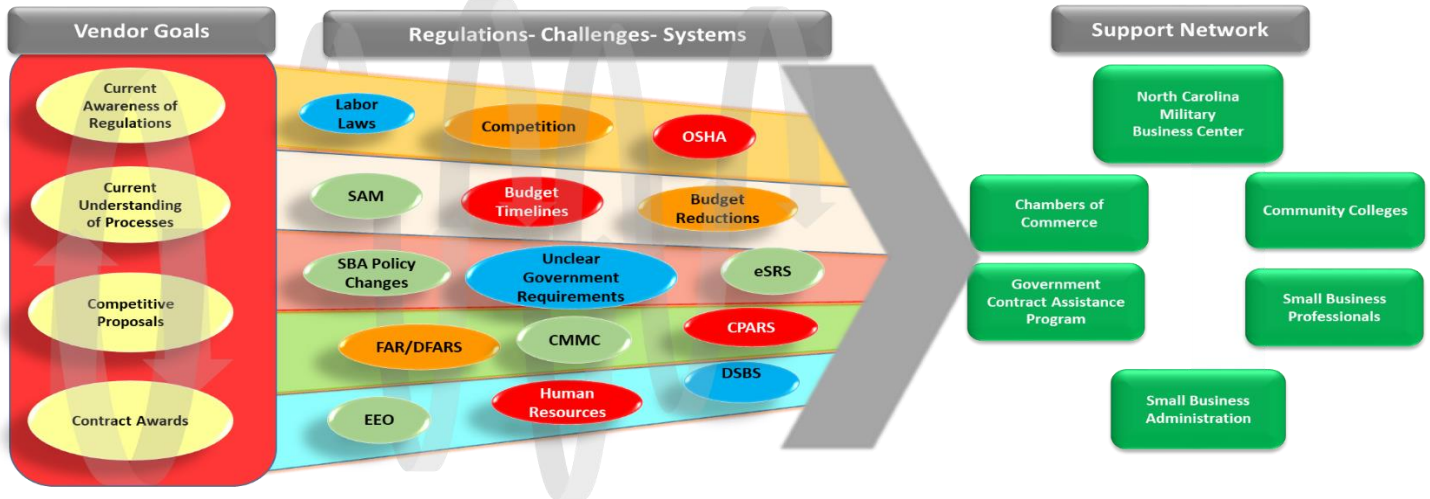 Vendor Goals
Current
Awareness of
Regulations
Current
Understanding
of Processes
Competitive
Proposals
Contract Awards
Regulations- Challenges- Systems
Labor
Laws
Competition
OSHA
SAM
Budget
Timelines
Budget
Reductions
SBA Policy
Changes
Unclear
Government
Requirements
eSRS
FAR/DFARS
CMMC
CPARS
EEO
Human
Resources
DSBS
Support Network
North Carolina
Military
Business Center
Chambers of
Commerce
Community Colleges
Government
Contract Assistance
Program
Small Business
Professionals
Small Business
Administration